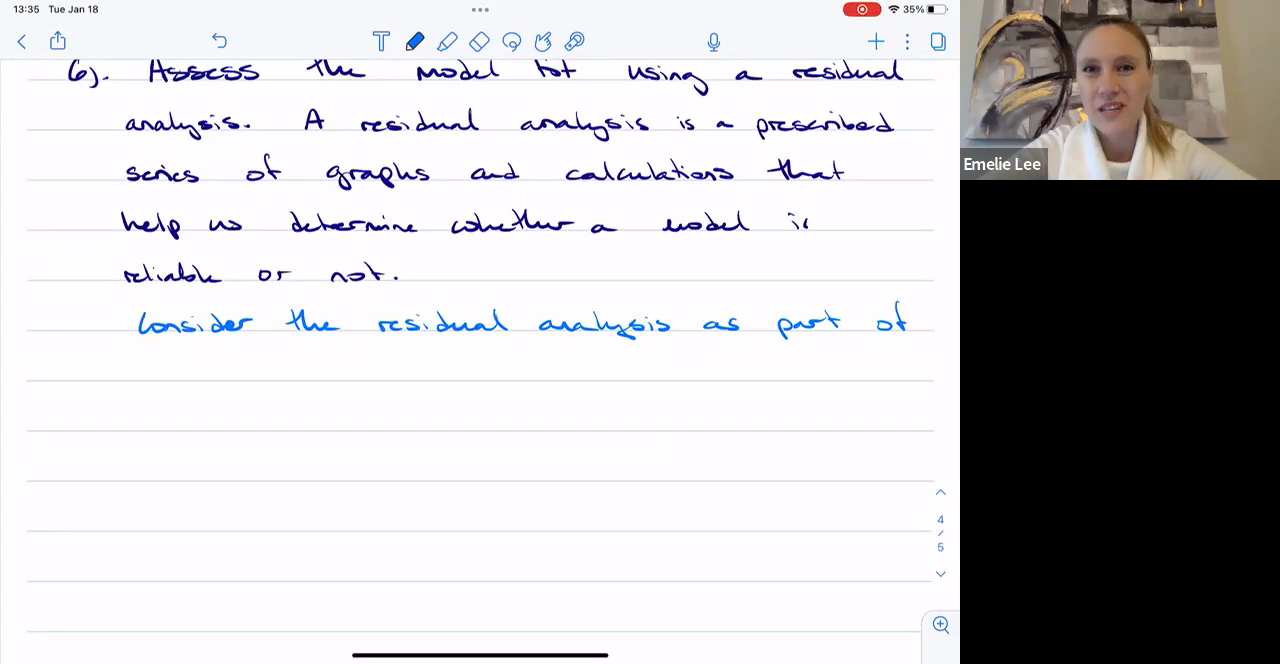 13:35 Tue Jan 18
35%
6). Assess the model fit using a residual
analysis. A residual analysis is a prescribed
series of graphs and calculations that
help us determine whether a model is
reliable or not.
Consider the residual analysis as part of
Emelie Lee
4
/
5